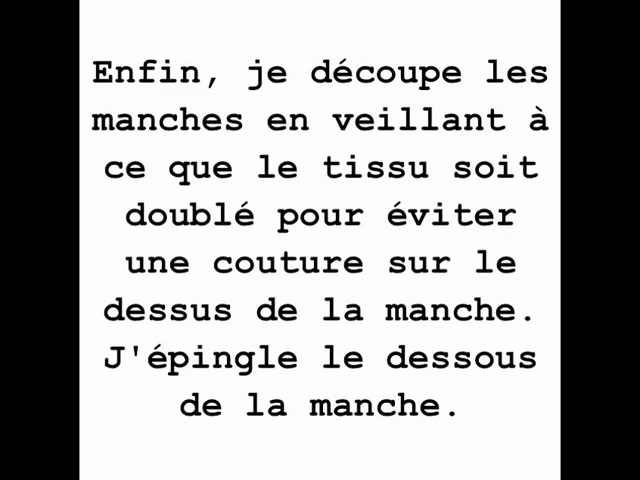 Enfin, je découpe les
manches en veillant à
ce que le tissu soit
doublé pour éviter
une couture sur le
dessus de la manche.
J'épingle le dessous
de la manche.